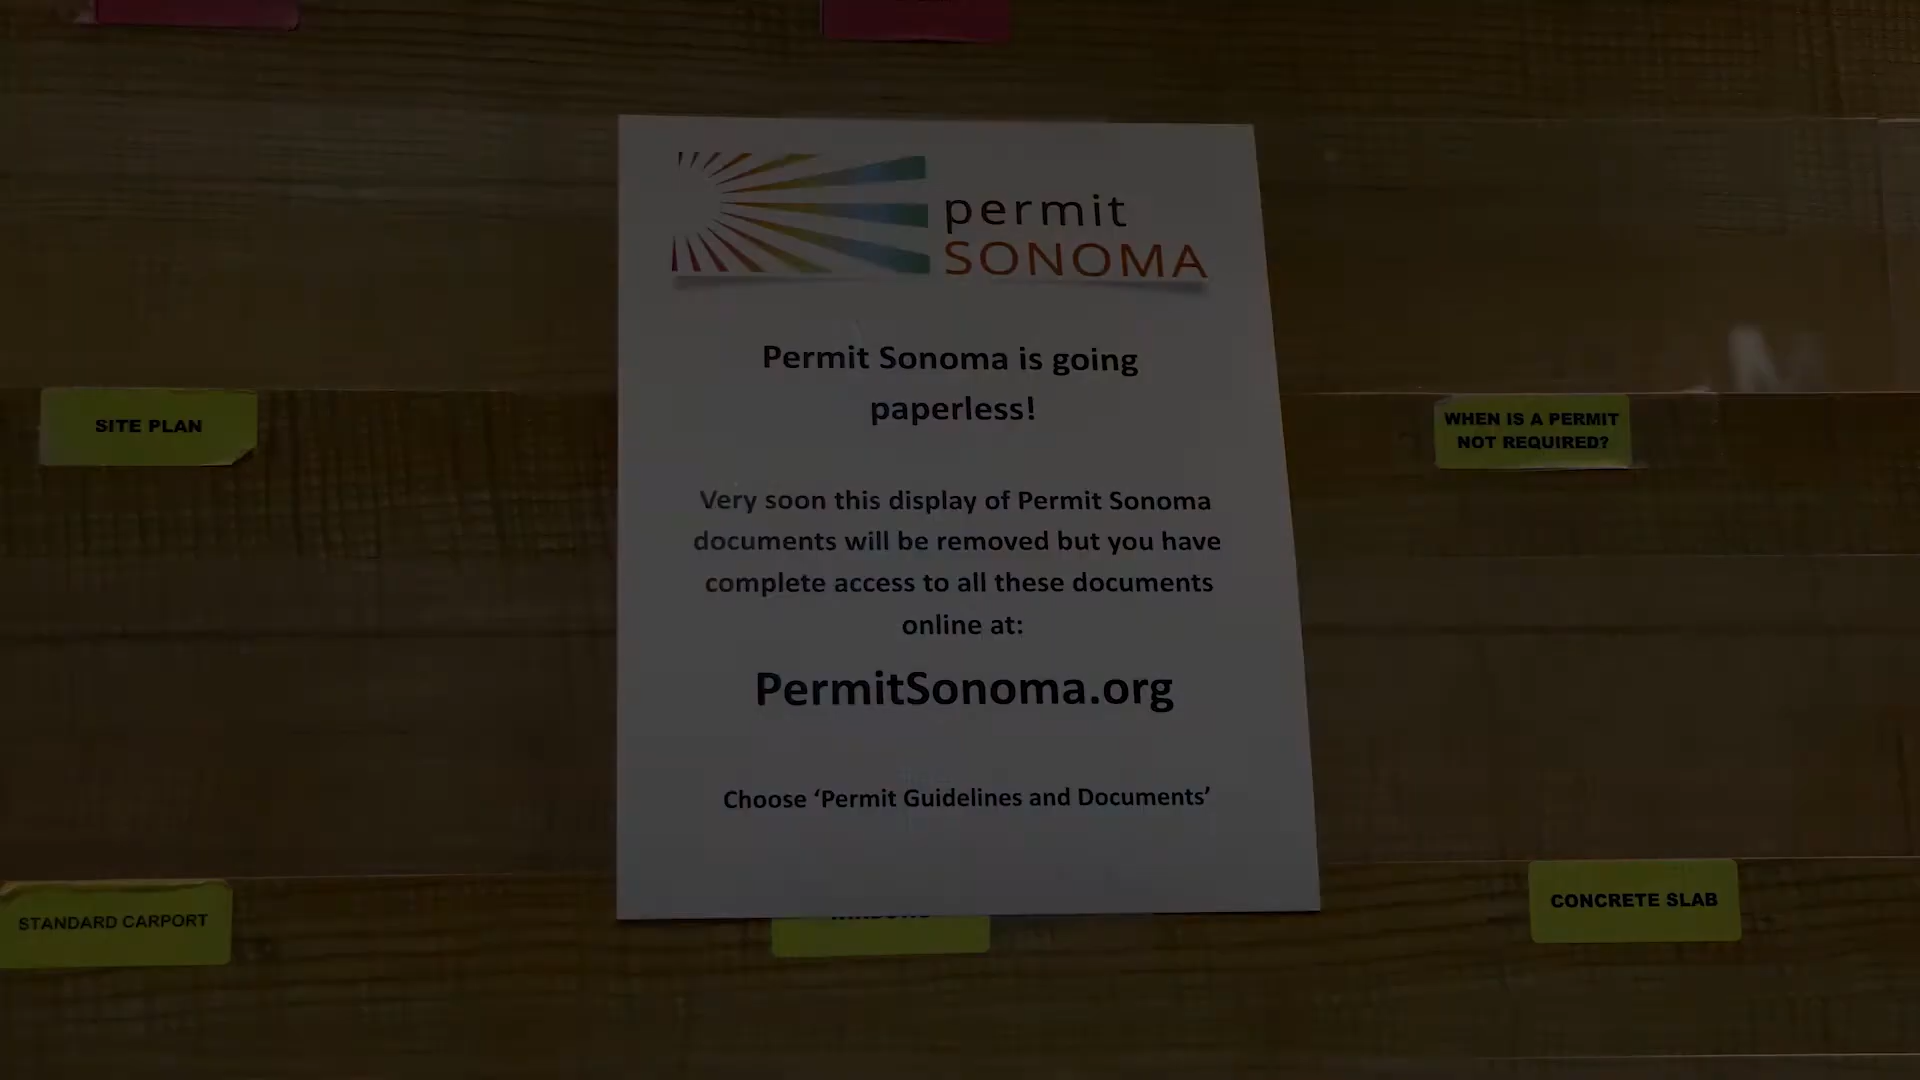 permit
SONOMA
Permit Sonoma is going
paperless!
Very soon this display of Permit Sonoma
documents will be removed but you have
complete access to all these documents
online at:
PermitSonoma.org
Choose ‘Permit Guidelines and Documents’
SITE PLAN
WHEN IS A PERMIT
NOT REQUIRED?
STANDARD CARPORT
CONCRETE SLAB